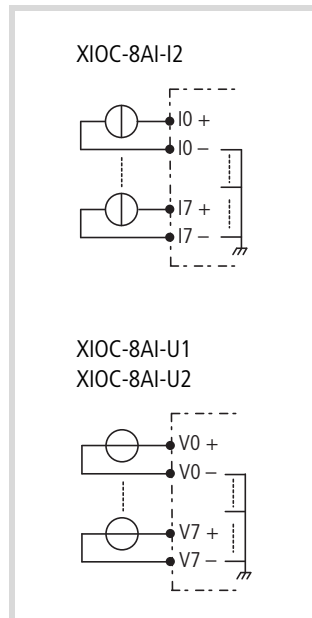 XIOC-8AI-I2
I0 +
I0 –
I7 +
I7 –
XIOC-8AI-U1
XIOC-8AI-U2
V0 +
V0 –
V7 +
V7 –